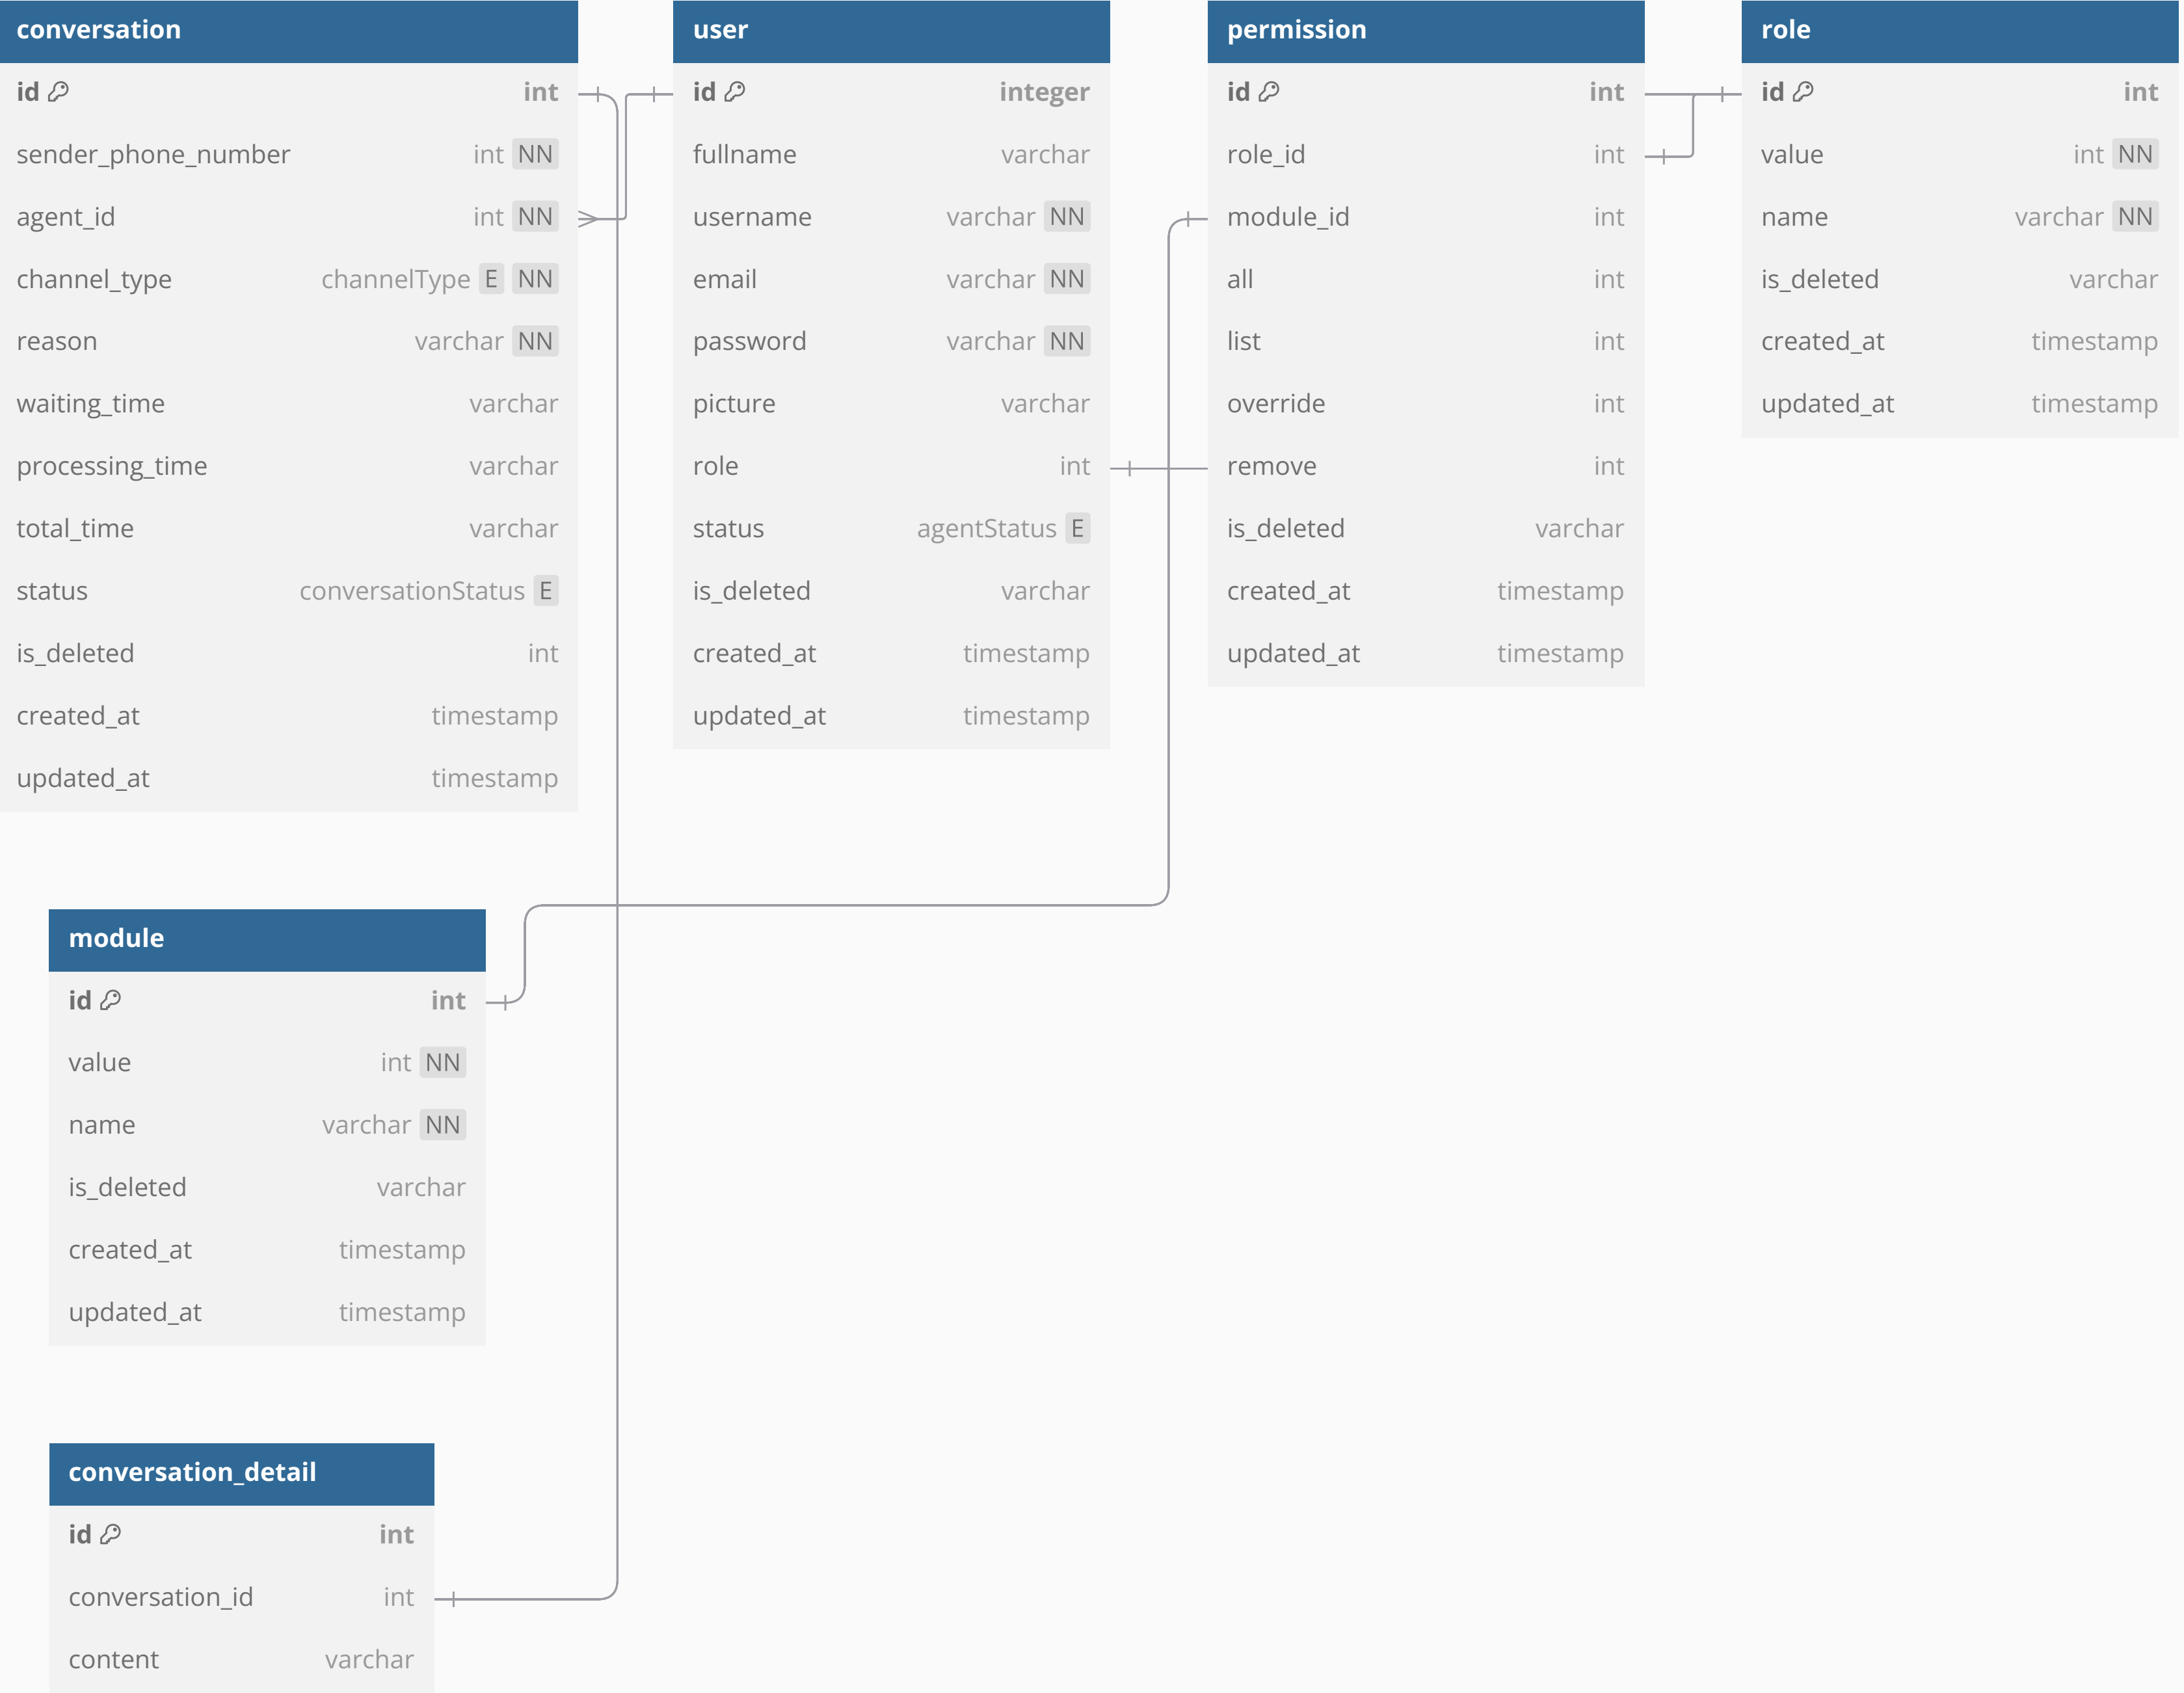 conversation
id int
sender_phone_number int NN
agent_id int NN
channel_type channelType E NN
reason varchar NN
waiting_time varchar
processing_time varchar
total_time varchar
status conversationStatus E
is_deleted int
created_at timestamp
updated_at timestamp
user
id integer
fullname varchar
username varchar NN
email varchar NN
password varchar NN
picture varchar
role int
status agentStatus E
is_deleted varchar
created_at timestamp
updated_at timestamp
permission
id int
role_id int
module_id int
all int
list int
override int
remove int
is_deleted varchar
created_at timestamp
updated_at timestamp
role
id int
value int NN
name varchar NN
is_deleted varchar
created_at timestamp
updated_at timestamp
module
id int
value int NN
name varchar NN
is_deleted varchar
created_at timestamp
updated_at timestamp
conversation_detail
id int
conversation_id int
content varchar